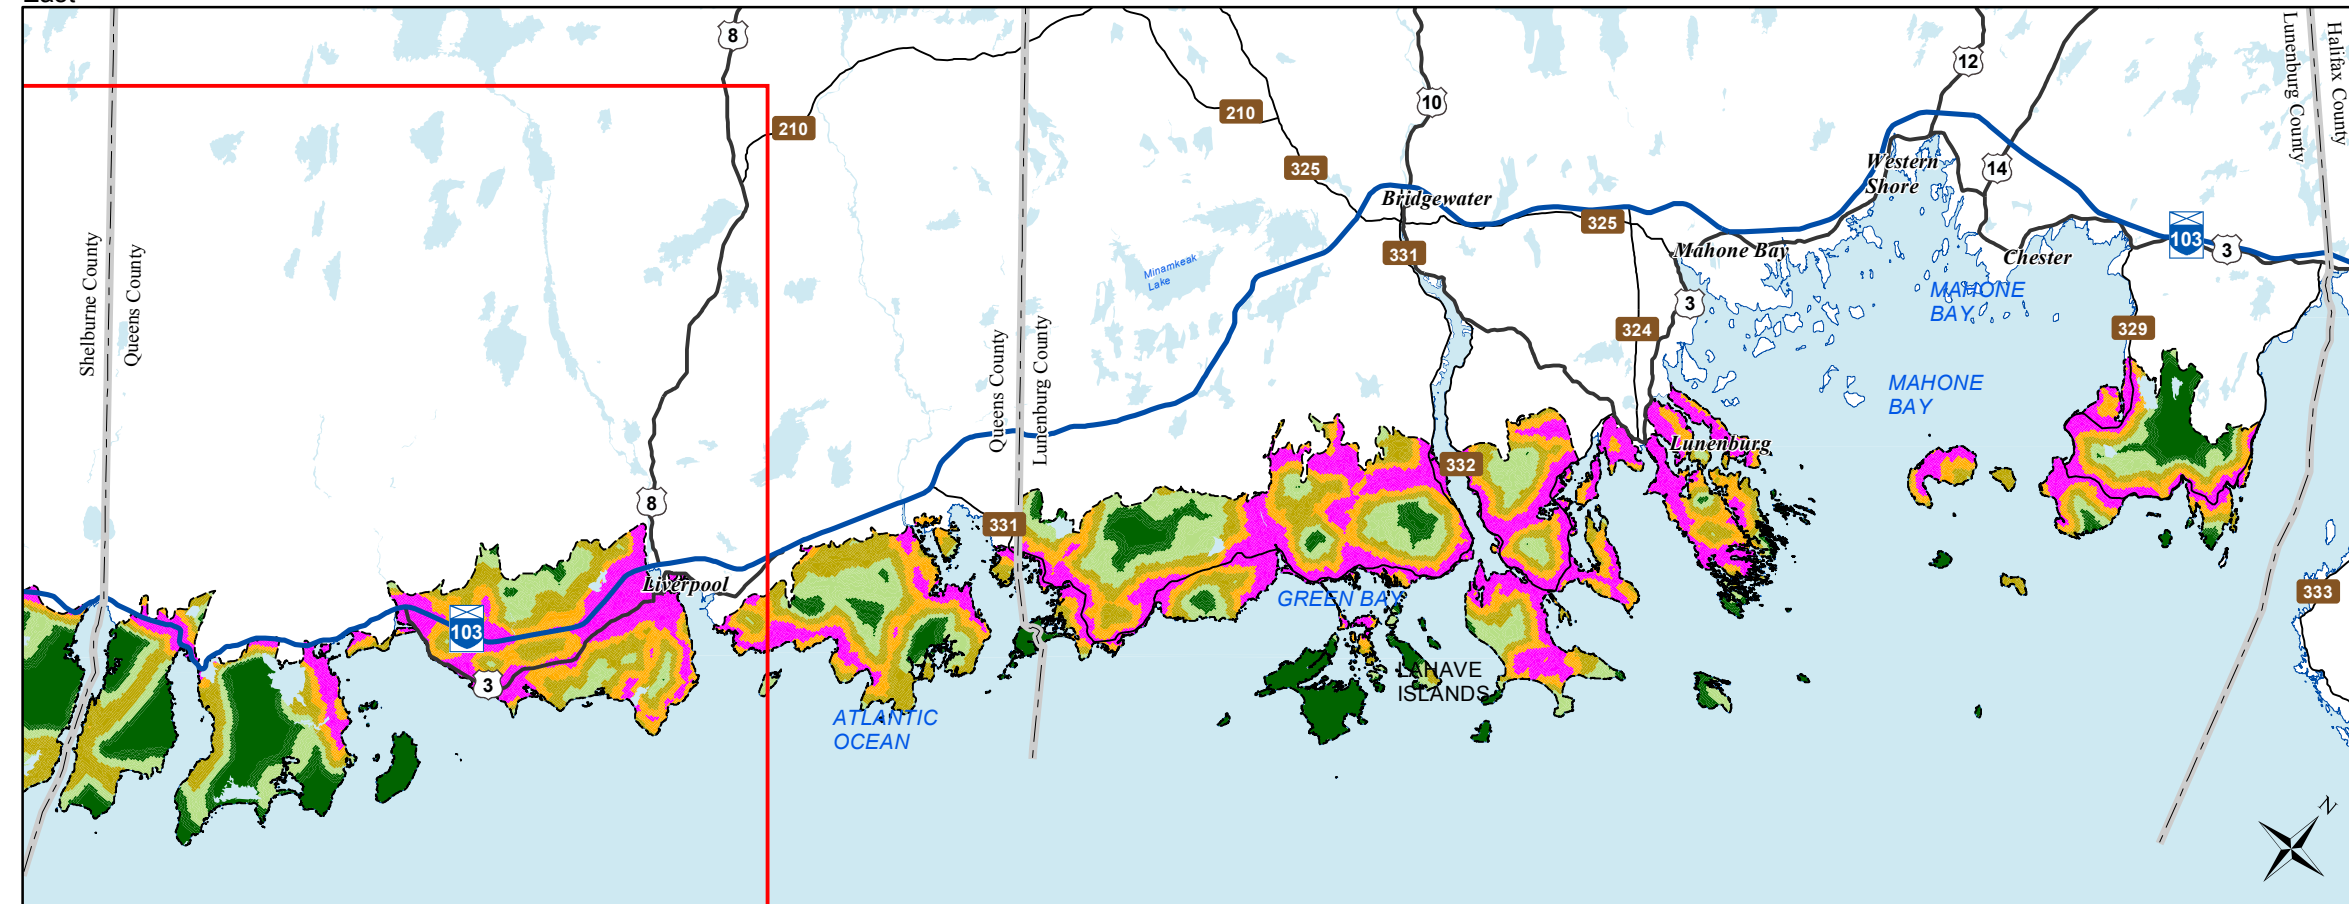 8
12
Halifax County
Lunenburg County
10
210
210
325
Western
Shore
14
Bridgewater
325
103
3
Shelburne County
Queens County
331
Mahone Bay
Chester
Minamkeak
Lake
MAHONE
BAY
3
324
329
Queens County
Lunenburg County
MAHONE
BAY
Lunenburg
332
8
331
Liverpool
GREEN BAY
333
103
3
LAHAVE
ISLANDS
ATLANTIC
OCEAN
N